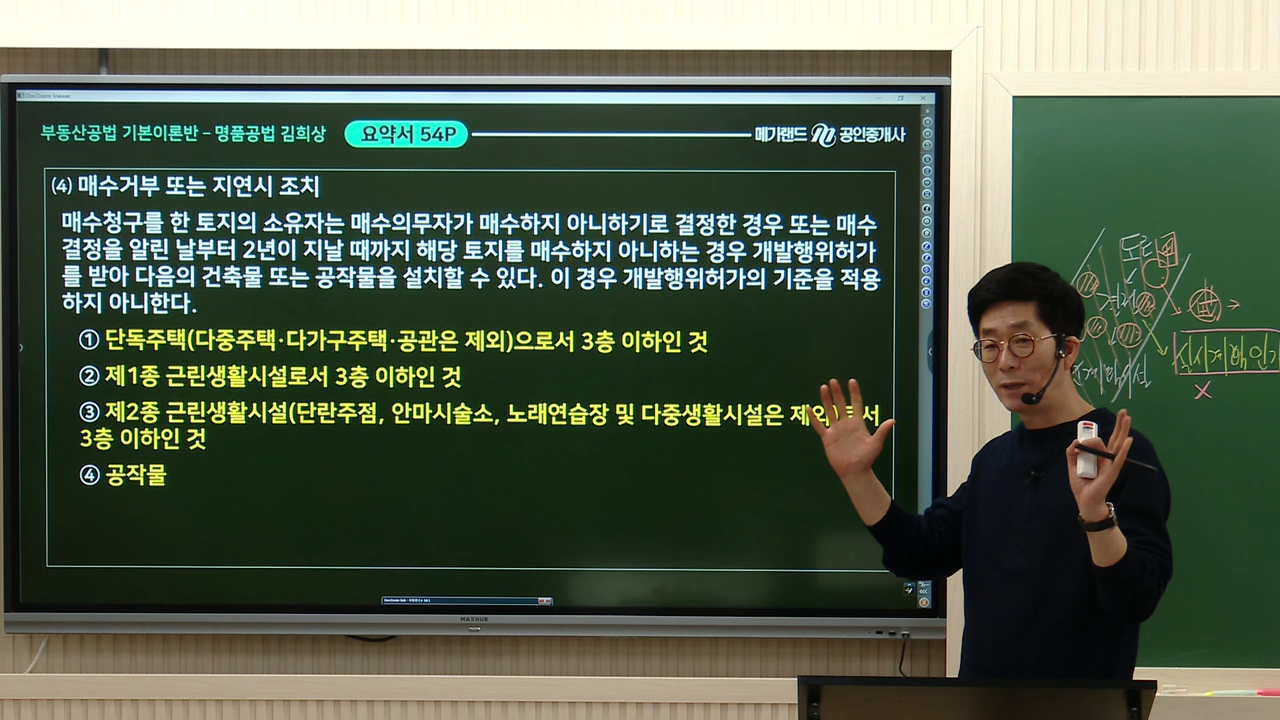 DocZoom Viewer
부동산공법 기본이론반 – 명품공법 김희상
요약서 54P
메가랜드 공인중개사
(4) 매수거부 또는 지연시 조치
매수청구를 한 토지의 소유자는 매수의무자가 매수하지 아니하기로 결정한 경우 또는 매수
결정을 알린 날부터 2년이 지날 때까지 해당 토지를 매수하지 아니하는 경우 개발행위허가
를 받아 다음의 건축물 또는 공작물을 설치할 수 있다. 이 경우 개발행위허가의 기준을 적용
하지 아니한다.
① 단독주택(다중주택·다가구주택·공관은 제외)으로서 3층 이하인 것
② 제1종 근린생활시설로서 3층 이하인 것
③ 제2종 근린생활시설(단란주점, 안마시술소, 노래연습장 및 다중생활시설은 제외)로서
3층 이하인 것
④ 공작물
MAXHUB